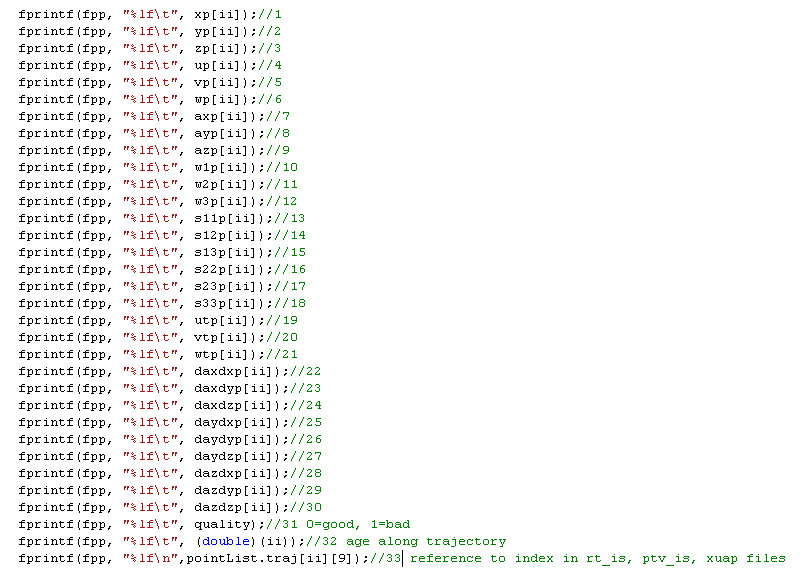 fprintf(fpp, "%lf\t", xp[ii]);//1
fprintf(fpp, "%lf\t", yp[ii]);//2
fprintf(fpp, "%lf\t", zp[ii]);//3
fprintf(fpp, "%lf\t", up[ii]);//4
fprintf(fpp, "%lf\t", vp[ii]);//5
fprintf(fpp, "%lf\t", wp[ii]);//6
fprintf(fpp, "%lf\t", axp[ii]);//7
fprintf(fpp, "%lf\t", ayp[ii]);//8
fprintf(fpp, "%lf\t", azp[ii]);//9
fprintf(fpp, "%lf\t", w1p[ii]);//10
fprintf(fpp, "%lf\t", w2p[ii]);//11
fprintf(fpp, "%lf\t", w3p[ii]);//12
fprintf(fpp, "%lf\t", s11p[ii]);//13
fprintf(fpp, "%lf\t", s12p[ii]);//14
fprintf(fpp, "%lf\t", s13p[ii]);//15
fprintf(fpp, "%lf\t", s22p[ii]);//16
fprintf(fpp, "%lf\t", s23p[ii]);//17
fprintf(fpp, "%lf\t", s33p[ii]);//18
fprintf(fpp, "%lf\t", utp[ii]);//19
fprintf(fpp, "%lf\t", vtp[ii]);//20
fprintf(fpp, "%lf\t", wtp[ii]);//21
fprintf(fpp, "%lf\t", daxdxp[ii]);//22
fprintf(fpp, "%lf\t", daxdyp[ii]);//23
fprintf(fpp, "%lf\t", daxdzp[ii]);//24
fprintf(fpp, "%lf\t", daydxp[ii]);//25
fprintf(fpp, "%lf\t", daydyp[ii]);//26
fprintf(fpp, "%lf\t", daydzp[ii]);//27
fprintf(fpp, "%lf\t", dazdxp[ii]);//28
fprintf(fpp, "%lf\t", dazdyp[ii]);//29
fprintf(fpp, "%lf\t", dazdzp[ii]);//30
fprintf(fpp, "%lf\t", quality);//31 0=good, 1=bad
fprintf(fpp, "%lf\t", (double)(ii));//32 age along trajectory
fprintf(fpp, "%lf\n",pointList.traj[ii][9]);//33 reference to index in rt_is, ptv_is, xuap files